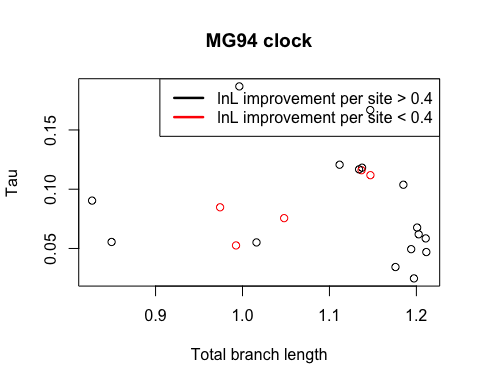 MG94 clock
lnL improvement per site > 0.4
lnL improvement per site < 0.4
Tau
0.15
0.10
0.05
0.9
1.0
1.1
1.2
Total branch length